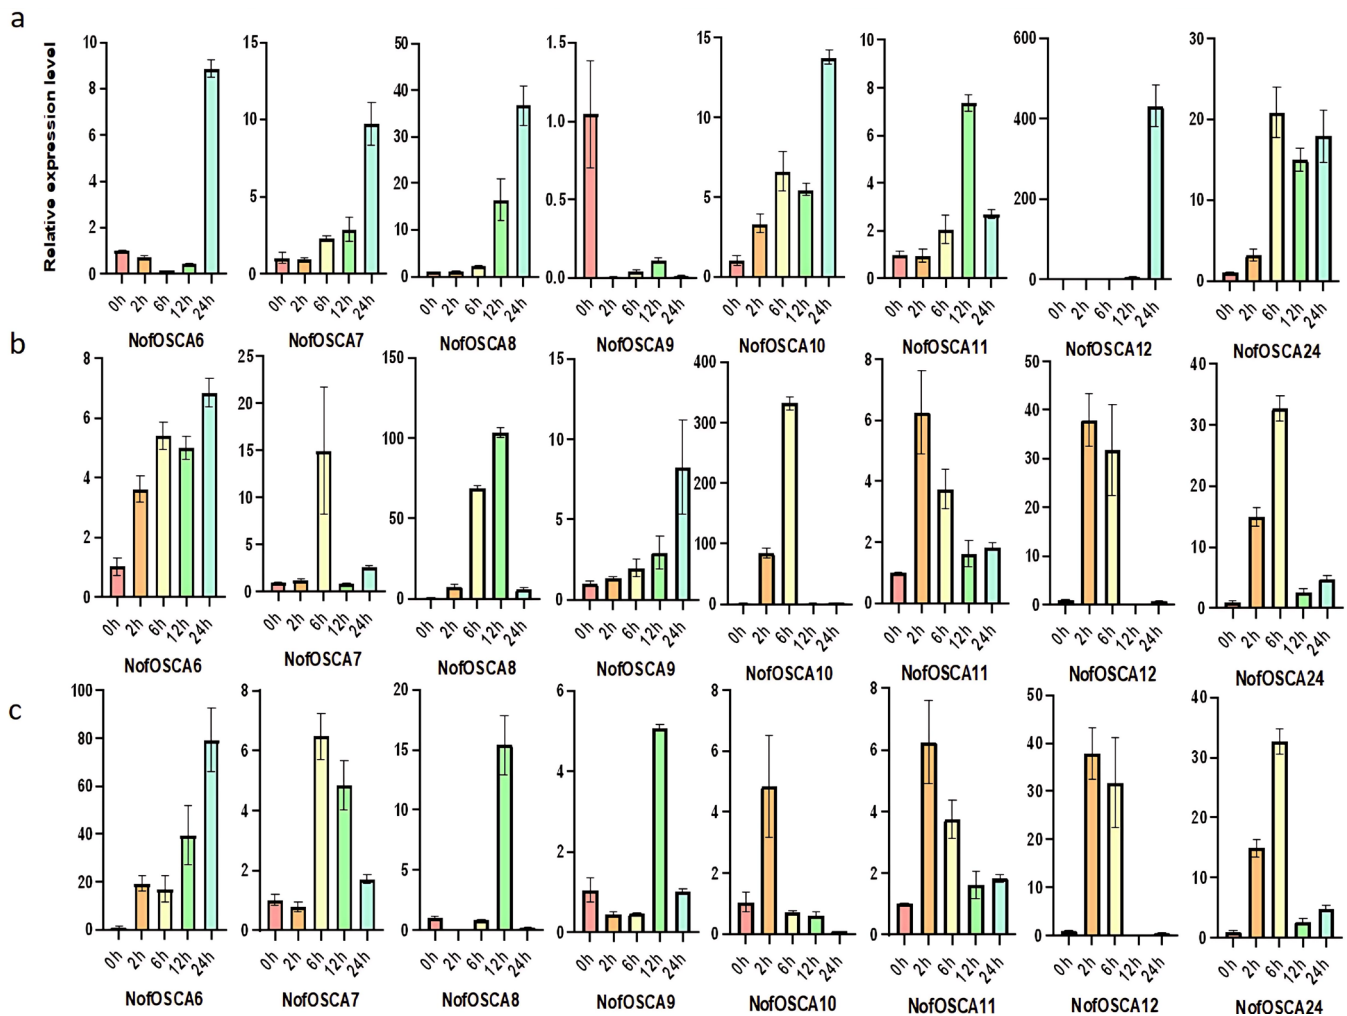 a
Relative expression level
10
8
6
4
2
0
0h 2h 6h 12h 24h
NofOSCA6
15
10
5
0
0h 2h 6h 12h 24h
NofOSCA7
50
40
30
20
10
0
0h 2h 6h 12h 24h
NofOSCA8
1.5
1.0
0.5
0.0
0h 2h 6h 12h 24h
NofOSCA9
15
10
5
0
0h 2h 6h 12h 24h
NofOSCA10
10
8
6
4
2
0
0h 2h 6h 12h 24h
NofOSCA11
600
400
200
0
0h 2h 6h 12h 24h
NofOSCA12
30
20
10
0
0h 2h 6h 12h 24h
NofOSCA24
b
8
6
4
2
0
0h 2h 6h 12h 24h
NofOSCA6
25
20
15
10
5
0
0h 2h 6h 12h 24h
NofOSCA7
150
100
50
0
0h 2h 6h 12h 24h
NofOSCA8
15
10
5
0
0h 2h 6h 12h 24h
NofOSCA9
400
300
200
100
0
0h 2h 6h 12h 24h
NofOSCA10
8
6
4
2
0
0h 2h 6h 12h 24h
NofOSCA11
50
40
30
20
10
0
0h 2h 6h 12h 24h
NofOSCA12
40
30
20
10
0
0h 2h 6h 12h 24h
NofOSCA24
c
100
80
60
40
20
0
0h 2h 6h 12h 24h
NofOSCA6
8
6
4
2
0
0h 2h 6h 12h 24h
NofOSCA7
20
15
10
5
0
0h 2h 6h 12h 24h
NofOSCA8
6
4
2
0
0h 2h 6h 12h 24h
NofOSCA9
8
6
4
2
0
0h 2h 6h 12h 24h
NofOSCA10
8
6
4
2
0
0h 2h 6h 12h 24h
NofOSCA11
50
40
30
20
10
0
0h 2h 6h 12h 24h
NofOSCA12
40
30
20
10
0
0h 2h 6h 12h 24h
NofOSCA24